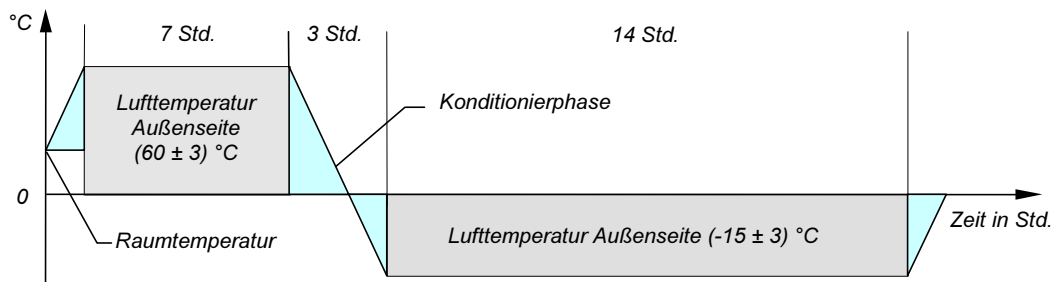 °C
7 Std.
3 Std.
14 Std.
Lufttemperatur
Außenseite
(60 ± 3) °C
Konditionierphase
0
Raumtemperatur
Lufttemperatur Außenseite (-15 ± 3) °C
Zeit in Std.